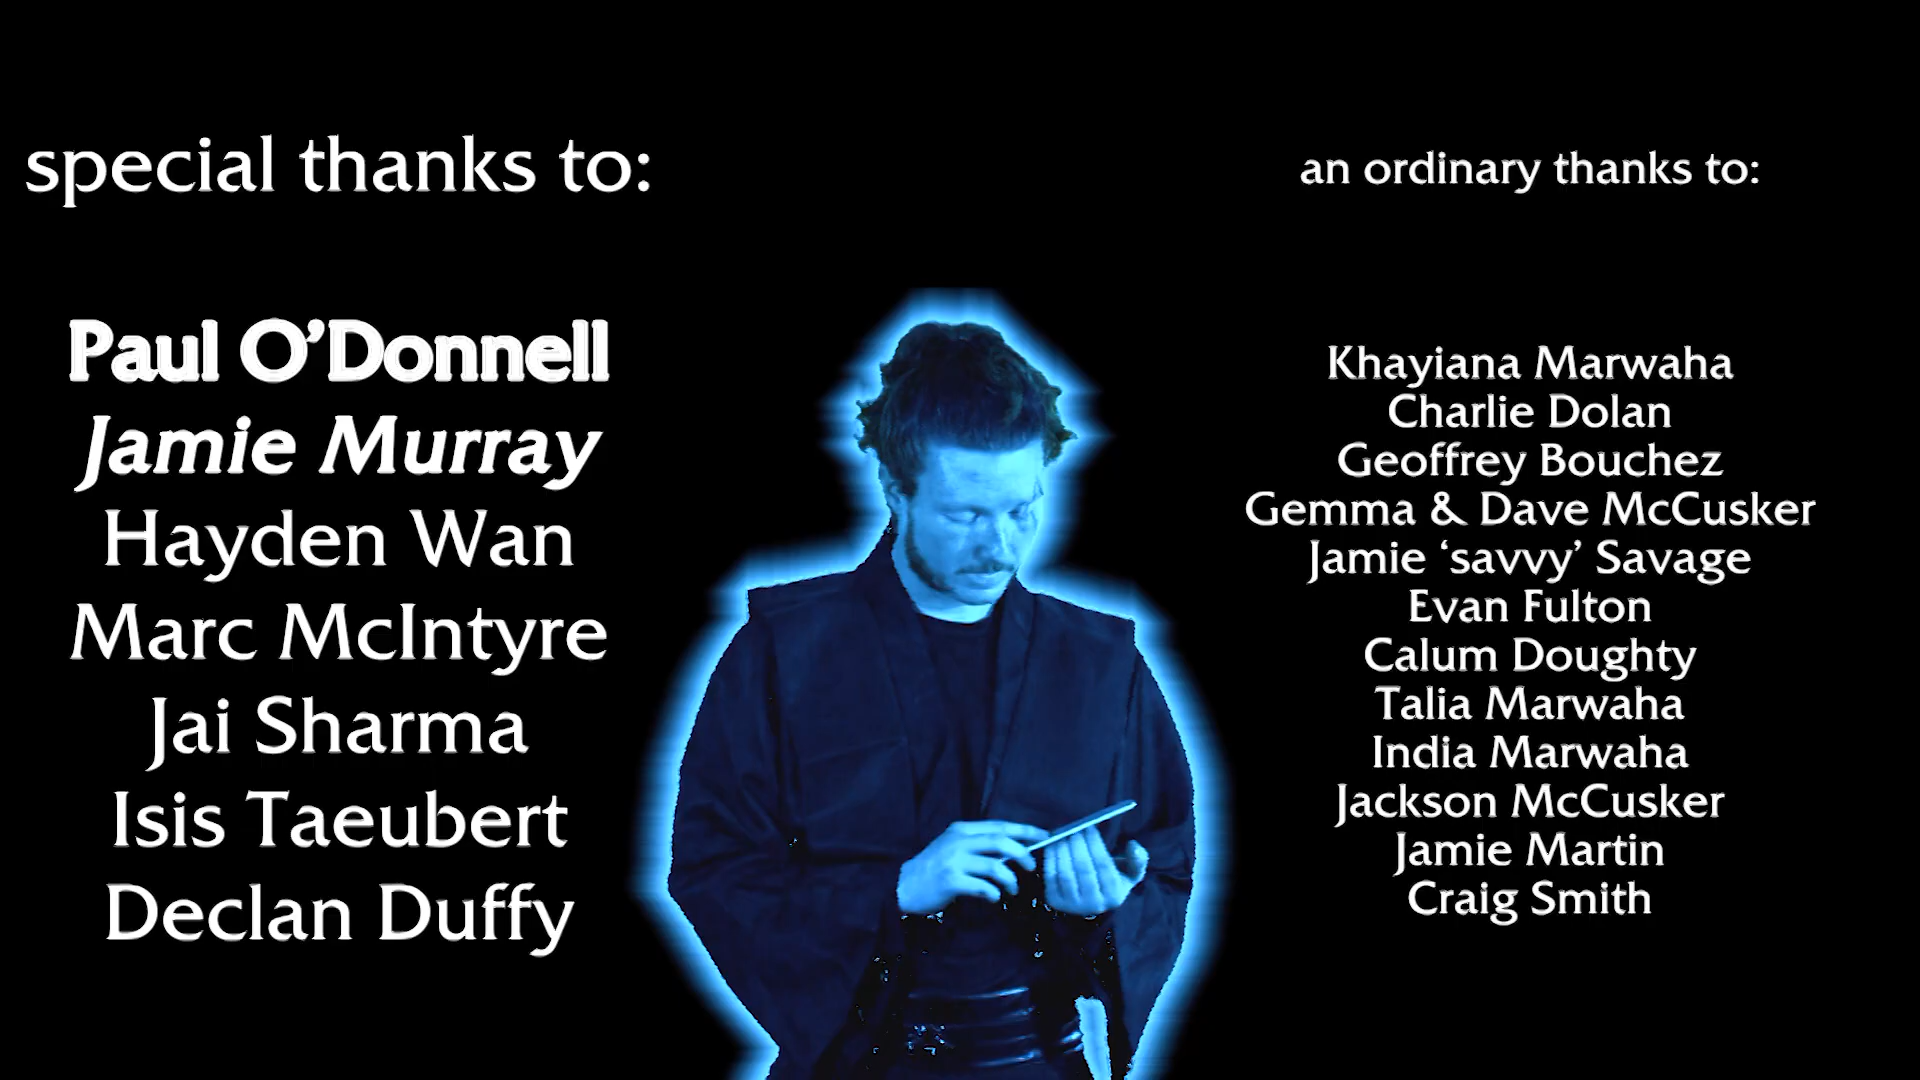 special thanks to:
Paul O’Donnell
Jamie Murray
Hayden Wan
Marc McIntyre
Jai Sharma
Isis Taeubert
Declan Duffy
an ordinary thanks to:
Khayiana Marwaha
Charlie Dolan
Geoffrey Bouchez
Gemma & Dave McCusker
Jamie ‘savvy’ Savage
Evan Fulton
Calum Doughty
Talia Marwaha
India Marwaha
Jackson McCusker
Jamie Martin
Craig Smith